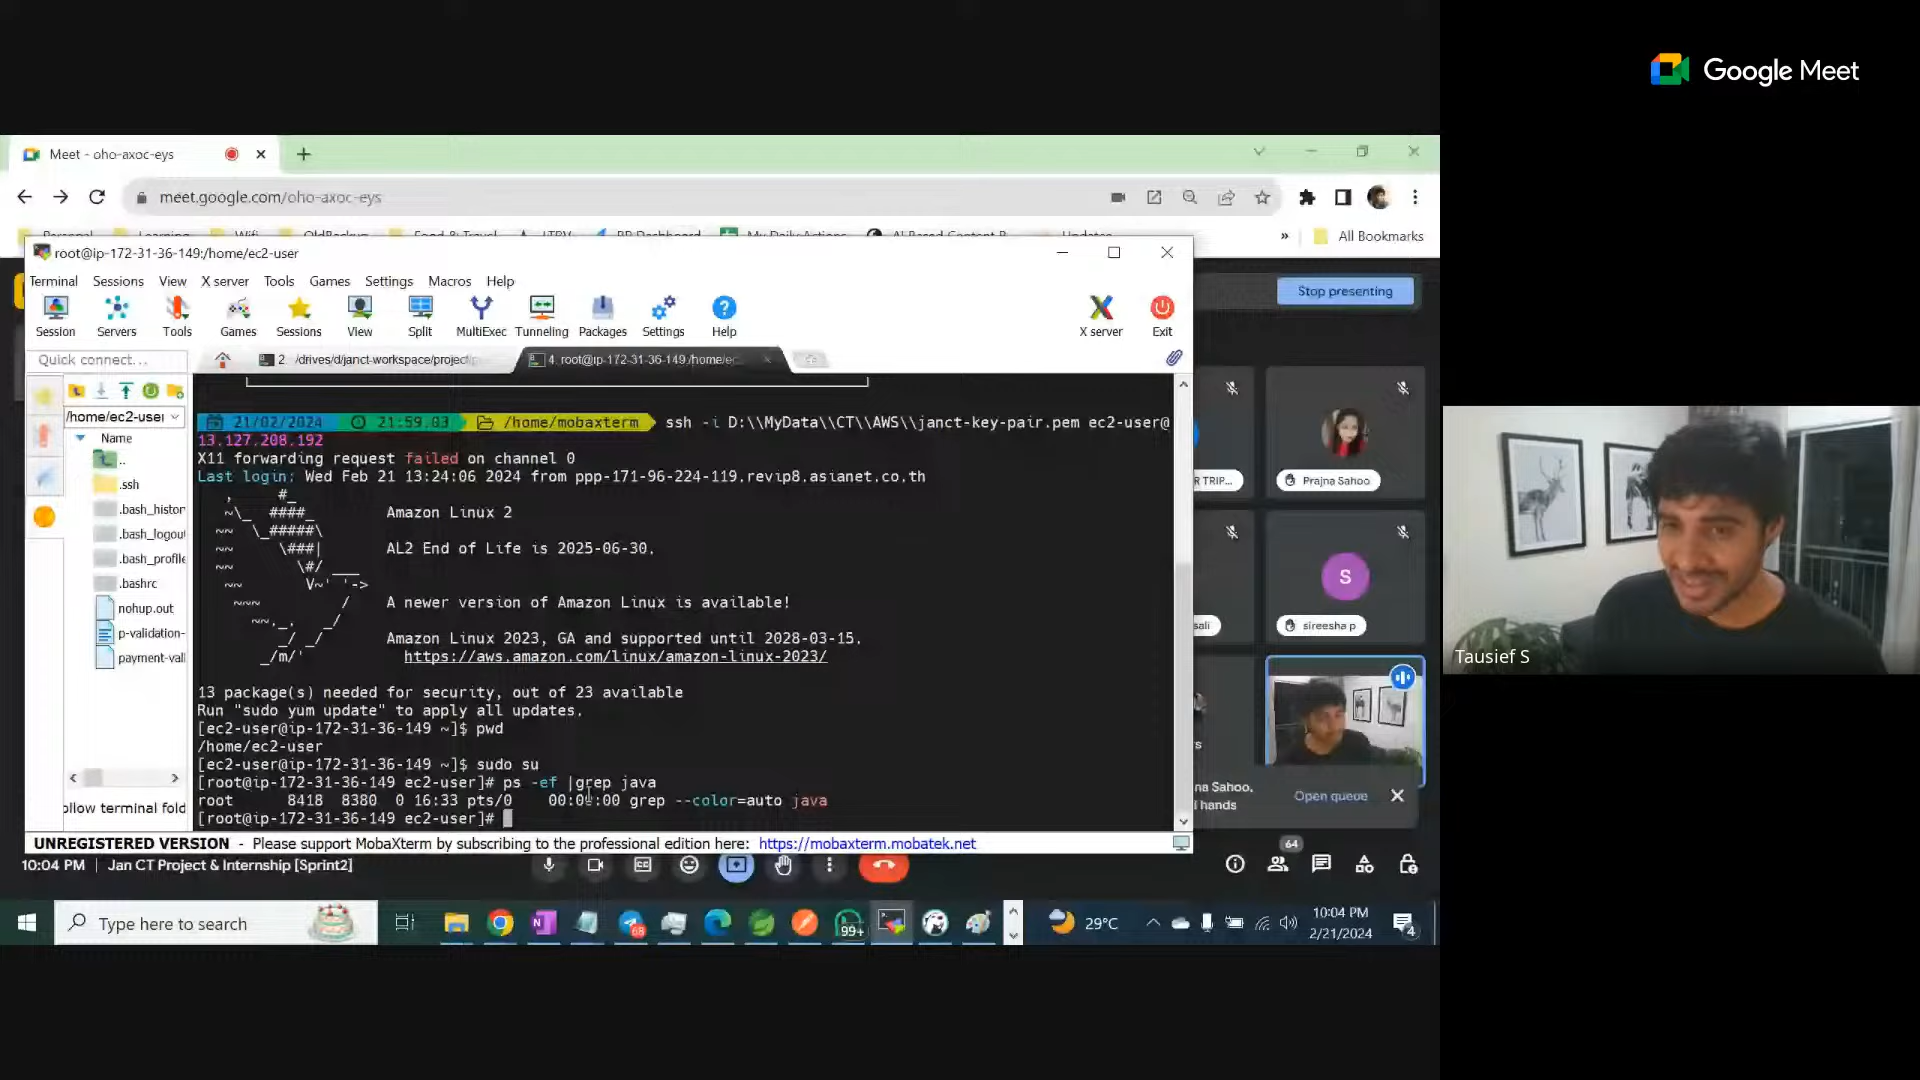 Google Meet
Meet - oho-axoc-eys
meet.google.com/oho-axoc-eys
All Bookmarks
root@ip-172-31-36-149:/home/ec2-user
Terminal Sessions View X server Tools Games Settings Macros Help
Session Servers Tools Games Sessions View Split MultiExec Tunneling Packages Settings Help X server Exit
Stop presenting
Quick connect...
2. /drives/d/janct-workspace/project
4. root@ip-172-31-36-149:/home/ec
/home/ec2-user
Name
..
.ssh
.bash_histor
.bash_logou
.bash_profile
.bashrc
nohup.out
p-validation-
payment-val
ollow terminal fold
21/02/2024 21:59.03 /home/mobaxterm ssh -i D:\\MyData\\CT\\AWS\\janct-key-pair.pem ec2-user@
13.127.208.192
X11 forwarding request failed on channel 0
Last login: Wed Feb 21 13:24:06 2024 from ppp-171-96-224-119.revip8.asianet.co.th
, #_
~\_ ####_ Amazon Linux 2
~~ \_#####\
~~ \###| AL2 End of Life is 2025-06-30.
~~ \#/ ___
~~ V~' '->
~~~ / A newer version of Amazon Linux is available!
~~._. _/
_/ _/ Amazon Linux 2023, GA and supported until 2028-03-15.
_/m/' https://aws.amazon.com/linux/amazon-linux-2023/
13 package(s) needed for security, out of 23 available
Run "sudo yum update" to apply all updates.
[ec2-user@ip-172-31-36-149 ~]$ pwd
/home/ec2-user
[ec2-user@ip-172-31-36-149 ~]$ sudo su
[root@ip-172-31-36-149 ec2-user]# ps -ef |grep java
root 8418 8380 0 16:33 pts/0 00:00:00 grep --color=auto java
[root@ip-172-31-36-149 ec2-user]#
UNREGISTERED VERSION - Please support MobaXterm by subscribing to the professional edition here: https://mobaxterm.mobatek.net
R TRIP...
Prajna Sahoo
S
sali
sireesha p
Tausief S
rs
na Sahoo,
l hands
Open queue
10:04 PM | Jan CT Project & Internship [Sprint2]
64
Type here to search
68
99+
29°C
10:04 PM
2/21/2024
4